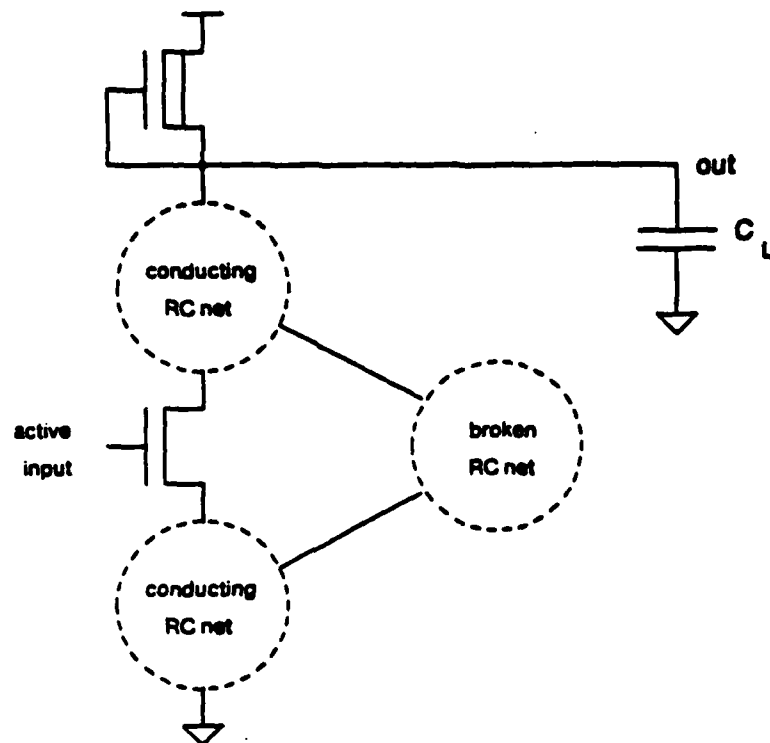 out
C L
conducting
RC net
active
input
broken
RC net
conducting
RC net